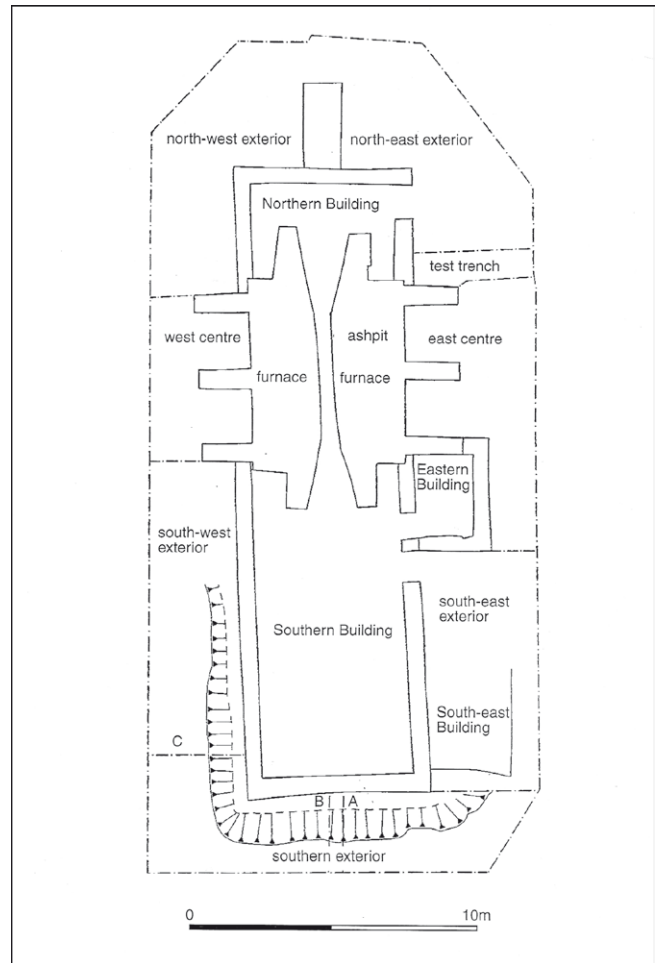 north-west exterior
north-east exterior
Northern Building
test trench
west centre
ashpit
east centre
furnace
furnace
Eastern
Building
south-west
exterior
south-east
exterior
Southern Building
South-east
Building
C
B
A
southern exterior
0
10m